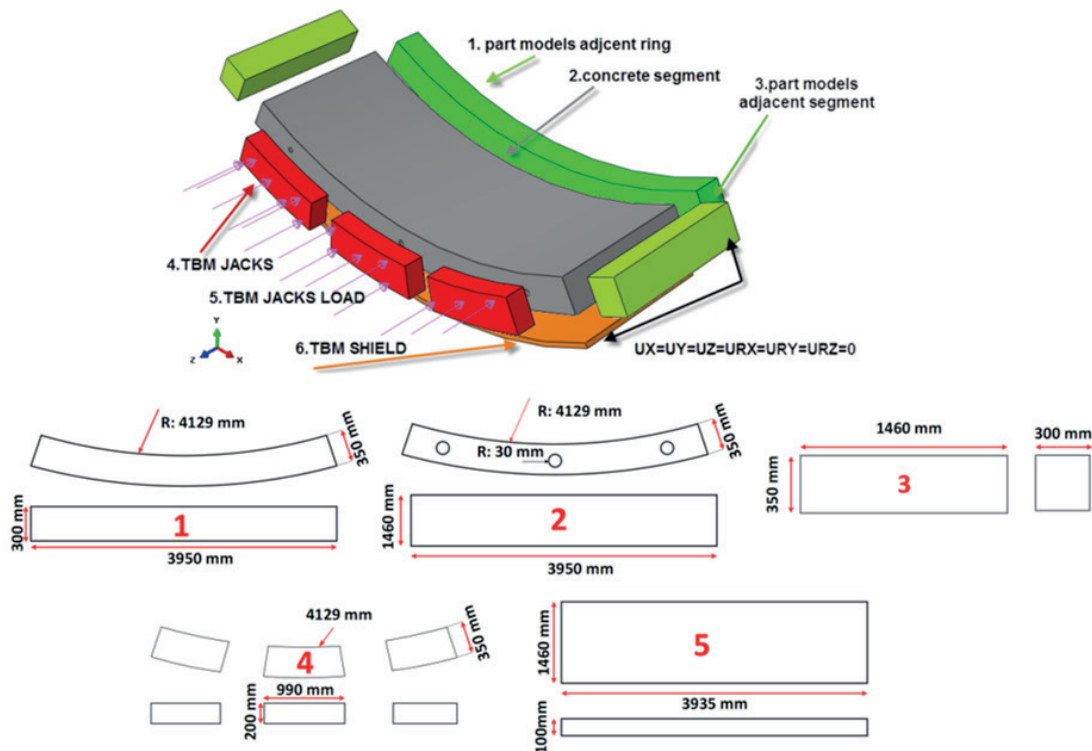 1. part models adjcent ring
2.concrete segment
3.part models
adjacent segment
4.TBM JACKS
5.TBM JACKS LOAD
6.TBM SHIELD
UX=UY=UZ=URX=URY=URZ=0
Y
Z
X
R: 4129 mm
350 mm
1
300 mm
3950 mm
R: 4129 mm
R: 30 mm
350 mm
2
1460 mm
3950 mm
1460 mm
300 mm
350 mm
3
4129 mm
350 mm
4
990 mm
200 mm
1460 mm
5
3935 mm
100mm